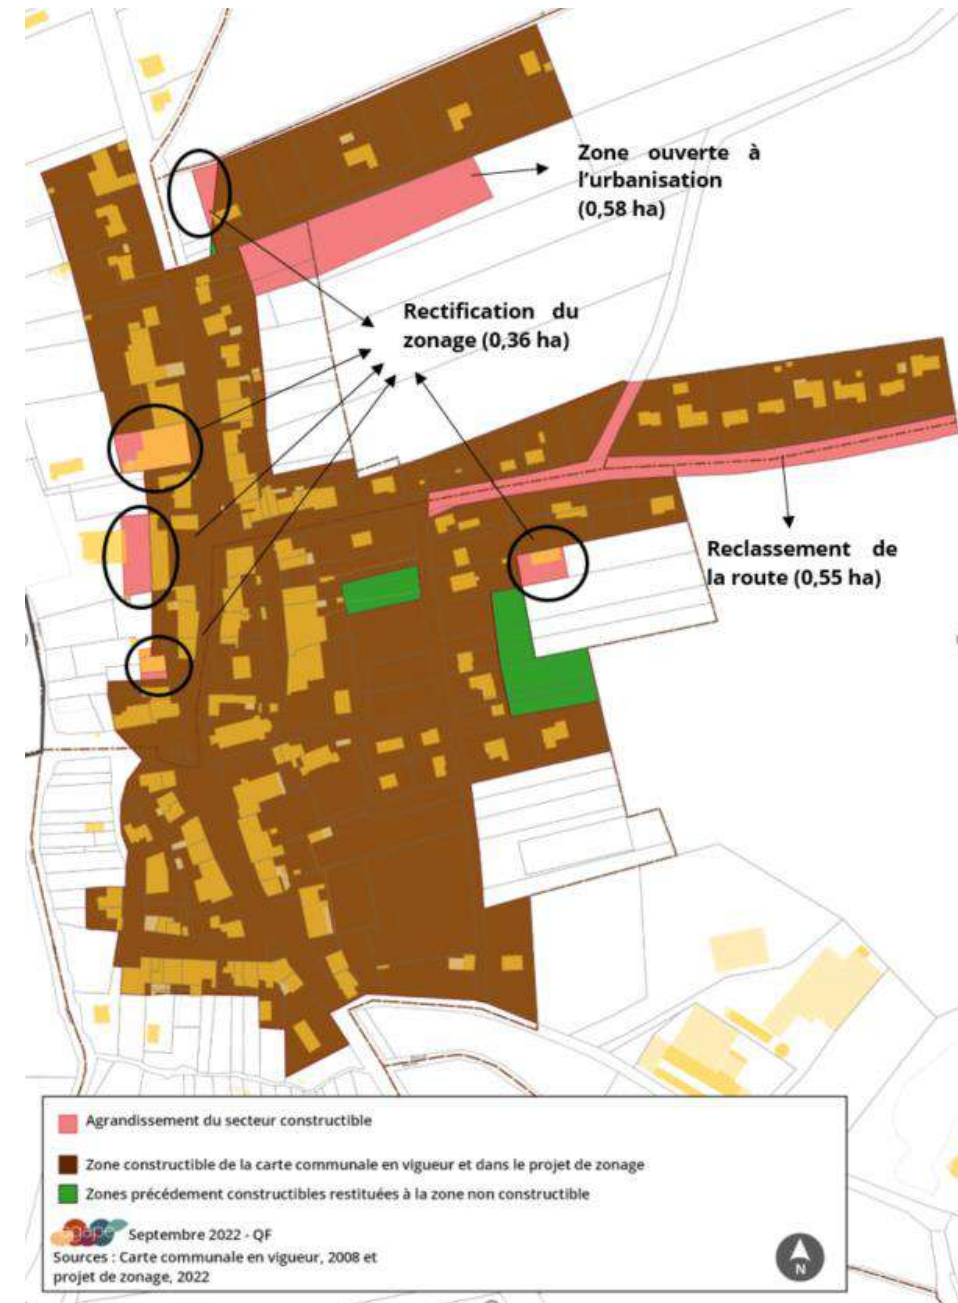 Zone ouverte à
l'urbanisation
(0,58 ha)
Rectification du
zonage (0,36 ha)
Reclassement de
la route (0,55 ha)
Agrandissement du secteur constructible
Zone constructible de la carte communale en vigueur et dans le projet de zonage
Zones précédement constructibles restituées à la zone non constructible
agape Septembre 2022 - QF
Sources : Carte communale en vigueur, 2008 et
projet de zonage, 2022
N